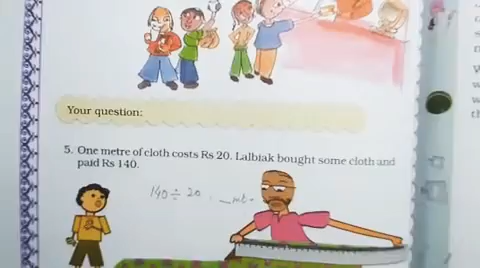 Your question:
5. One metre of cloth costs Rs 20. Lalbiak bought some cloth and
paid Rs 140.
140 ÷ 20